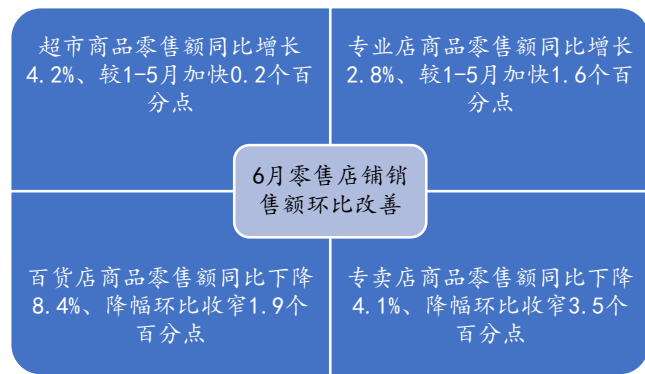 超市商品零售额同比增长
4.2%、较1-5月加快0.2个百
分点
专业店商品零售额同比增长
2.8%、较1-5月加快1.6个百
分点
6月零售店铺销
售额环比改善
百货店商品零售额同比下降
8.4%、降幅环比收窄1.9个
百分点
专卖店商品零售额同比下降
4.1%、降幅环比收窄3.5个
百分点